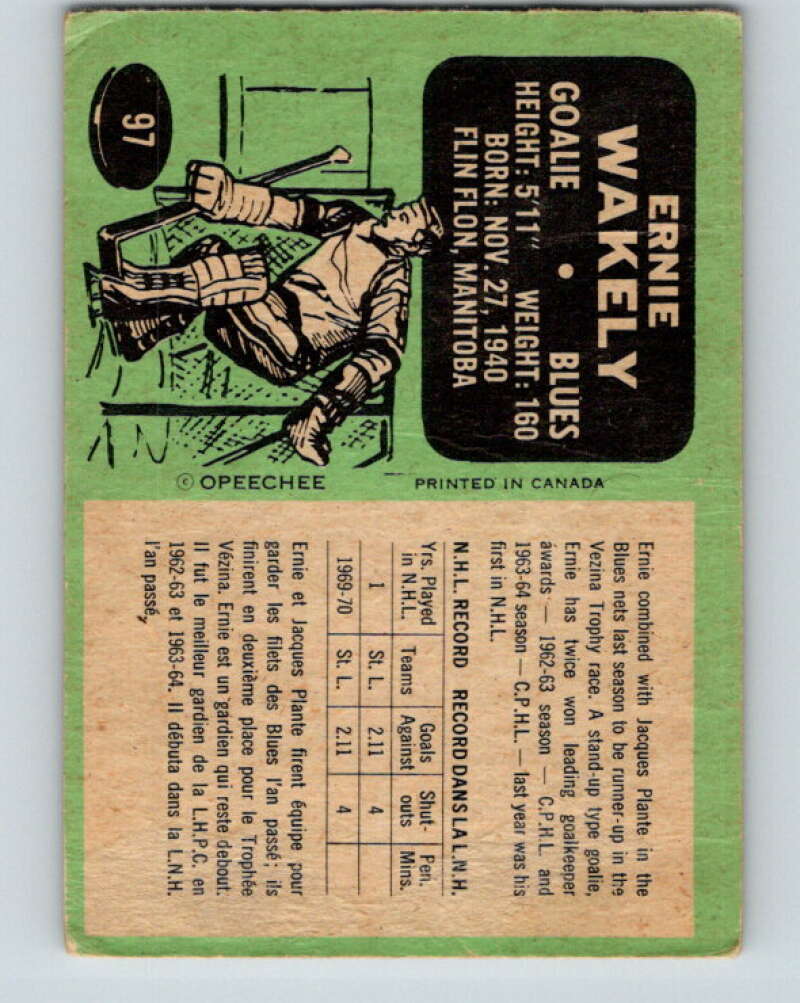 ERNIE
WAKELY
GOALIE • BLUES
HEIGHT: 5'11" WEIGHT: 160
BORN: NOV. 27, 1940
FLIN FLON, MANITOBA
97
© OPEECHEE
PRINTED IN CANADA
Ernie combined with Jacques Plante in the
Blues nets last season to be runner-up in the
Vezina Trophy race. A stand-up type goalie,
Ernie has twice won leading goalkeeper
awards — 1962-63 season — C.P.H.L. and
1963-64 season — C.P.H.L. — last year was his
first in N.H.L.
N.H.L. RECORD RECORD DANS LA L.N.H.
Yrs. Played Goals Shut- Pen.
in N.H.L. Teams Against outs Mins.
1 St. L. 2.11 4
1969-70 St. L. 2.11 4
Ernie et Jacques Plante firent équipe pour
garder les filets des Blues l'an passé; ils
finirent en deuxième place pour le Trophée
Vézina. Ernie est un gardien qui reste debout.
Il fut le meilleur gardien de la L.H.P.C. en
1962-63 et 1963-64. Il débuta dans la L.N.H.
l'an passé,